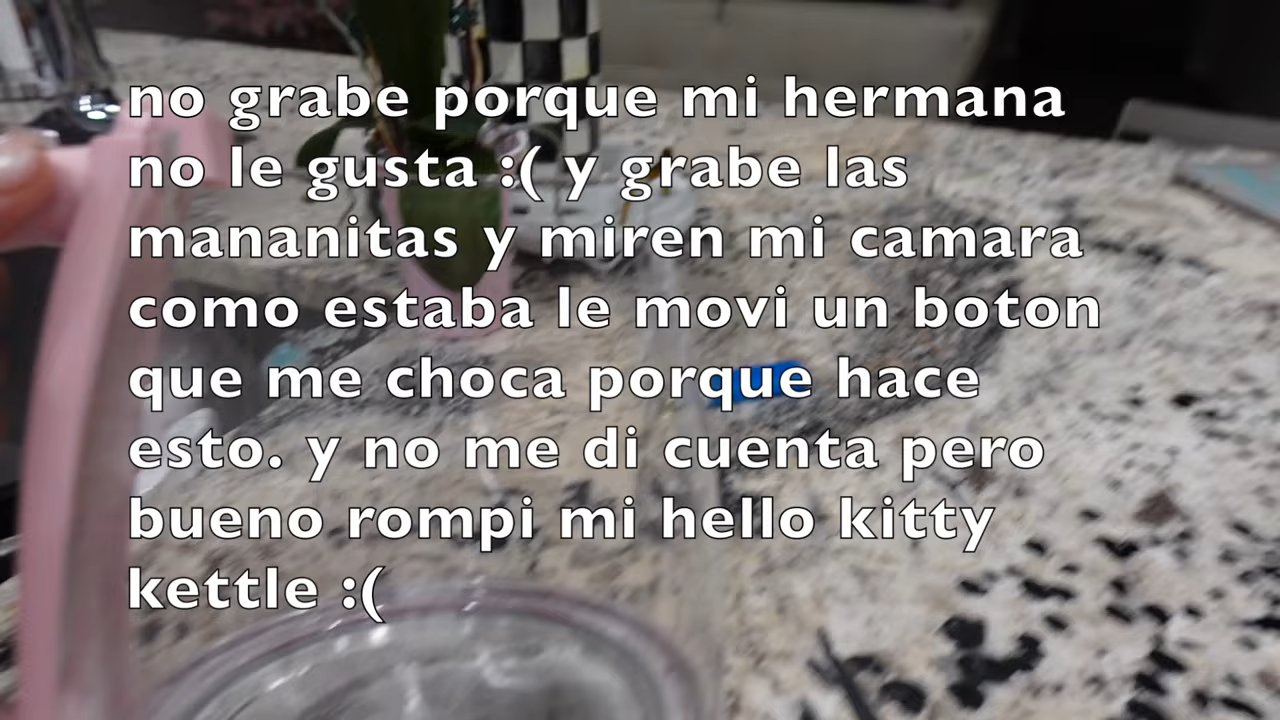 no grabe porque mi hermana
no le gusta :( y grabe las
mananitas y miren mi camara
como estaba le movi un boton
que me choca porque hace
esto. y no me di cuenta pero
bueno rompi mi hello kitty
kettle :(